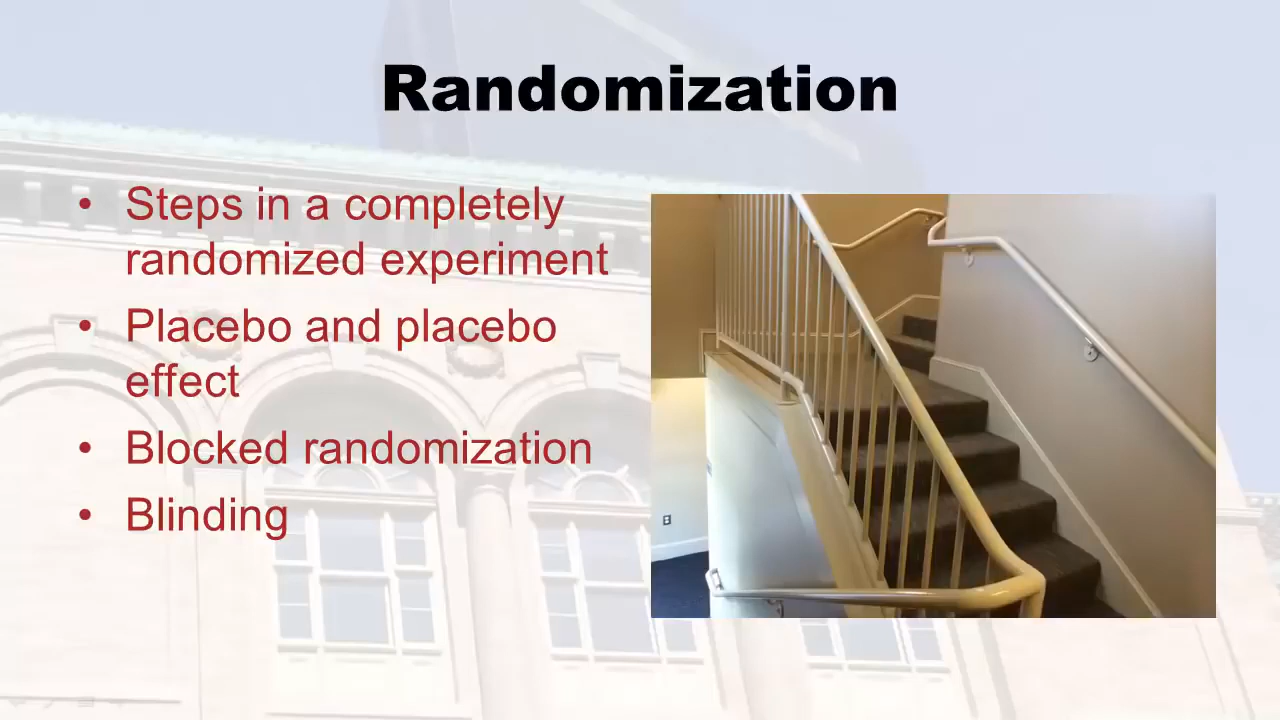 Randomization
• Steps in a completely
randomized experiment
• Placebo and placebo
effect
• Blocked randomization
• Blinding